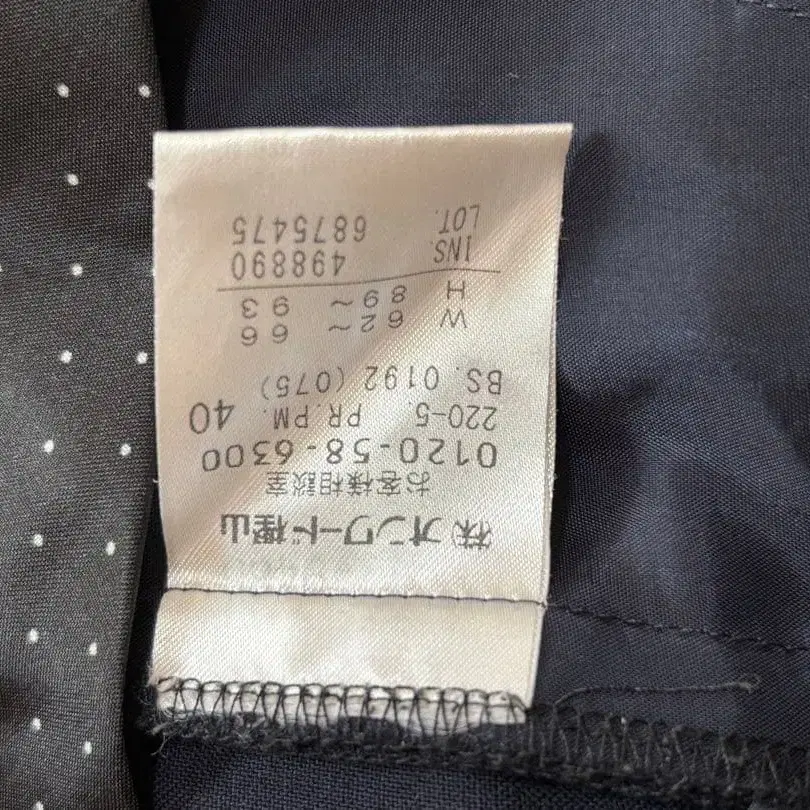 ㈱オンワード樫山
お客様相談室
0120-58-6300
220-5. PR.PM. 40
BS. 0192 (075)
W 62～ 66
H 89～ 93
INS. 498890
LOT. 6875475